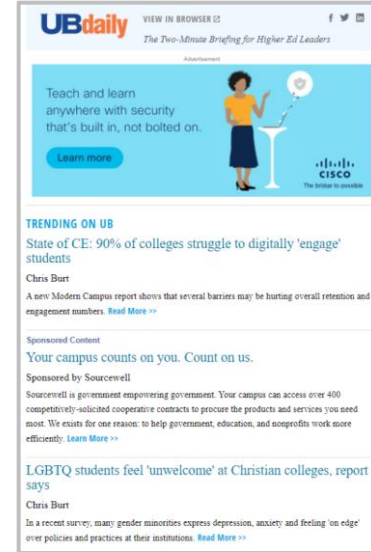 UBdaily
VIEW IN BROWSER
The Two-Minute Briefing for Higher Ed Leaders
Advertisement
Teach and learn
anywhere with security
that's built in, not bolted on.
Learn more
CISCO
The bridge to possible
TRENDING ON UB
State of CE: 90% of colleges struggle to digitally 'engage'
students
Chris Burt
A new Modern Campus report shows that several barriers may be hurting overall retention and
engagement numbers. Read More >>
Sponsored Content
Your campus counts on you. Count on us.
Sponsored by Sourcewell
Sourcewell is government empowering government. Your campus can access over 400
competitively-solicited cooperative contracts to procure the products and services you need
most. We exists for one reason: to help government, education, and nonprofits work more
efficiently. Learn More >>
LGBTQ students feel 'unwelcome' at Christian colleges, report
says
Chris Burt
In a recent survey, many gender minorities express depression, anxiety and feeling 'on edge'
over policies and practices at their institutions. Read More >>